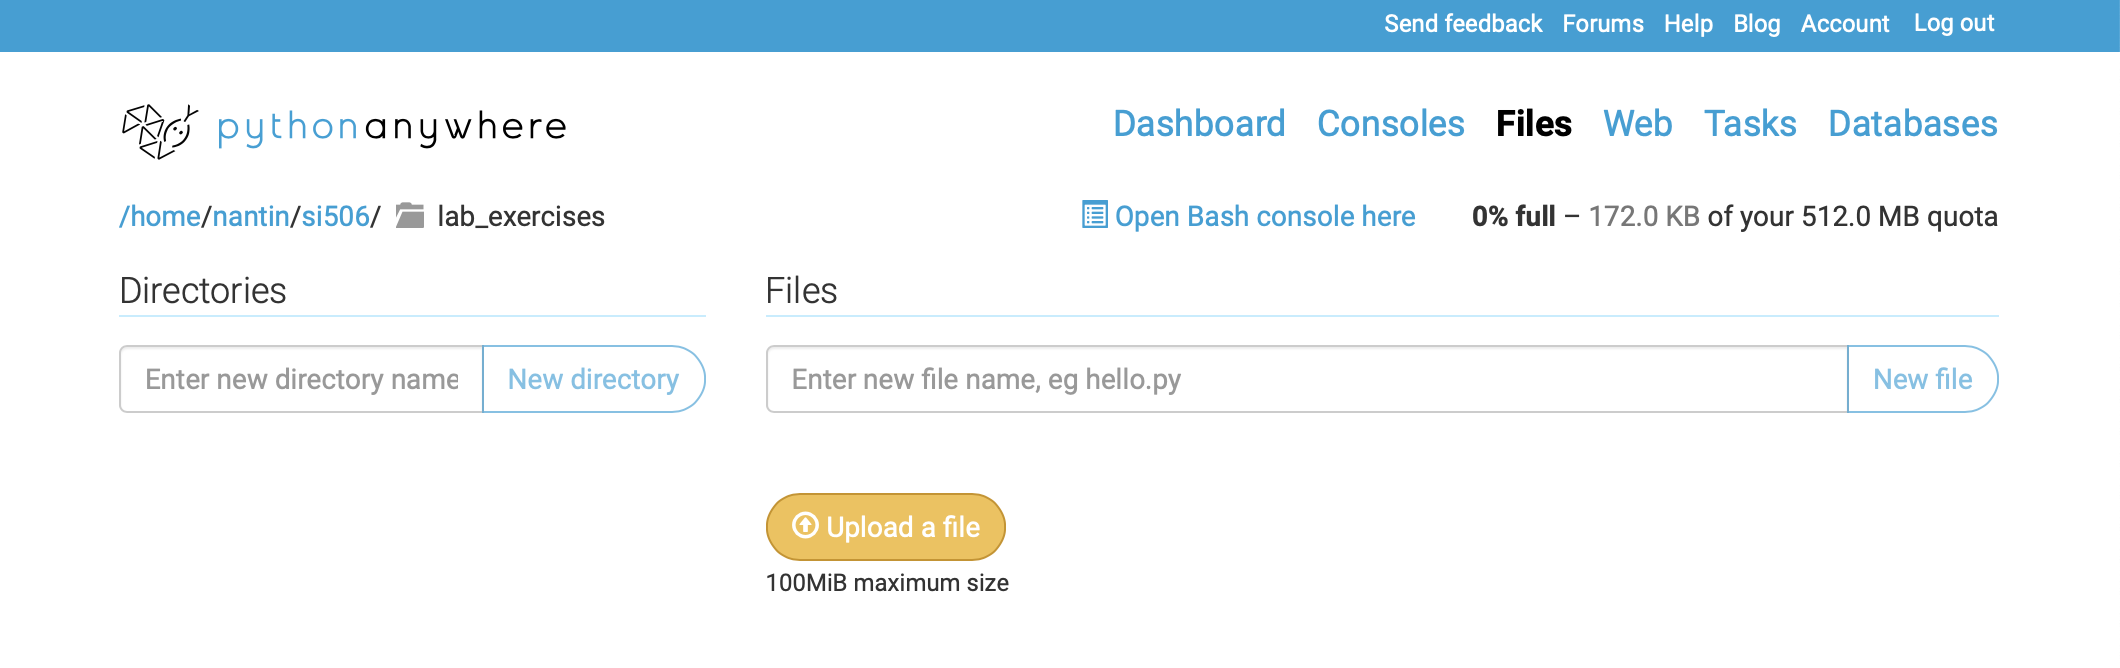 Send feedback Forums Help Blog Account Log out
pythonanywhere
Dashboard Consoles Files Web Tasks Databases
/home/nantin/si506/ lab_exercises
Open Bash console here
0% full – 172.0 KB of your 512.0 MB quota
Directories
Files
Enter new directory name
New directory
Enter new file name, eg hello.py
New file
Upload a file
100MiB maximum size